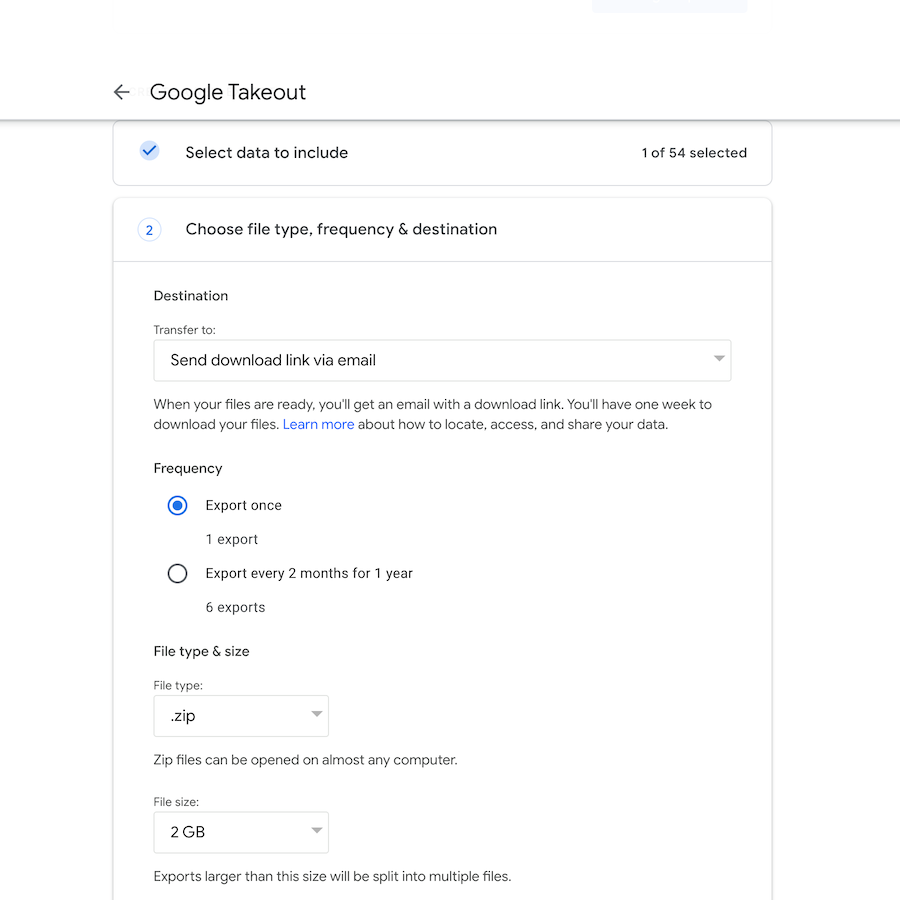 Google Takeout
Select data to include
1 of 54 selected
2
Choose file type, frequency & destination
Destination
Transfer to:
Send download link via email
When your files are ready, you'll get an email with a download link. You'll have one week to
download your files. Learn more about how to locate, access, and share your data.
Frequency
Export once
1 export
Export every 2 months for 1 year
6 exports
File type & size
File type:
.zip
Zip files can be opened on almost any computer.
File size:
2 GB
Exports larger than this size will be split into multiple files.